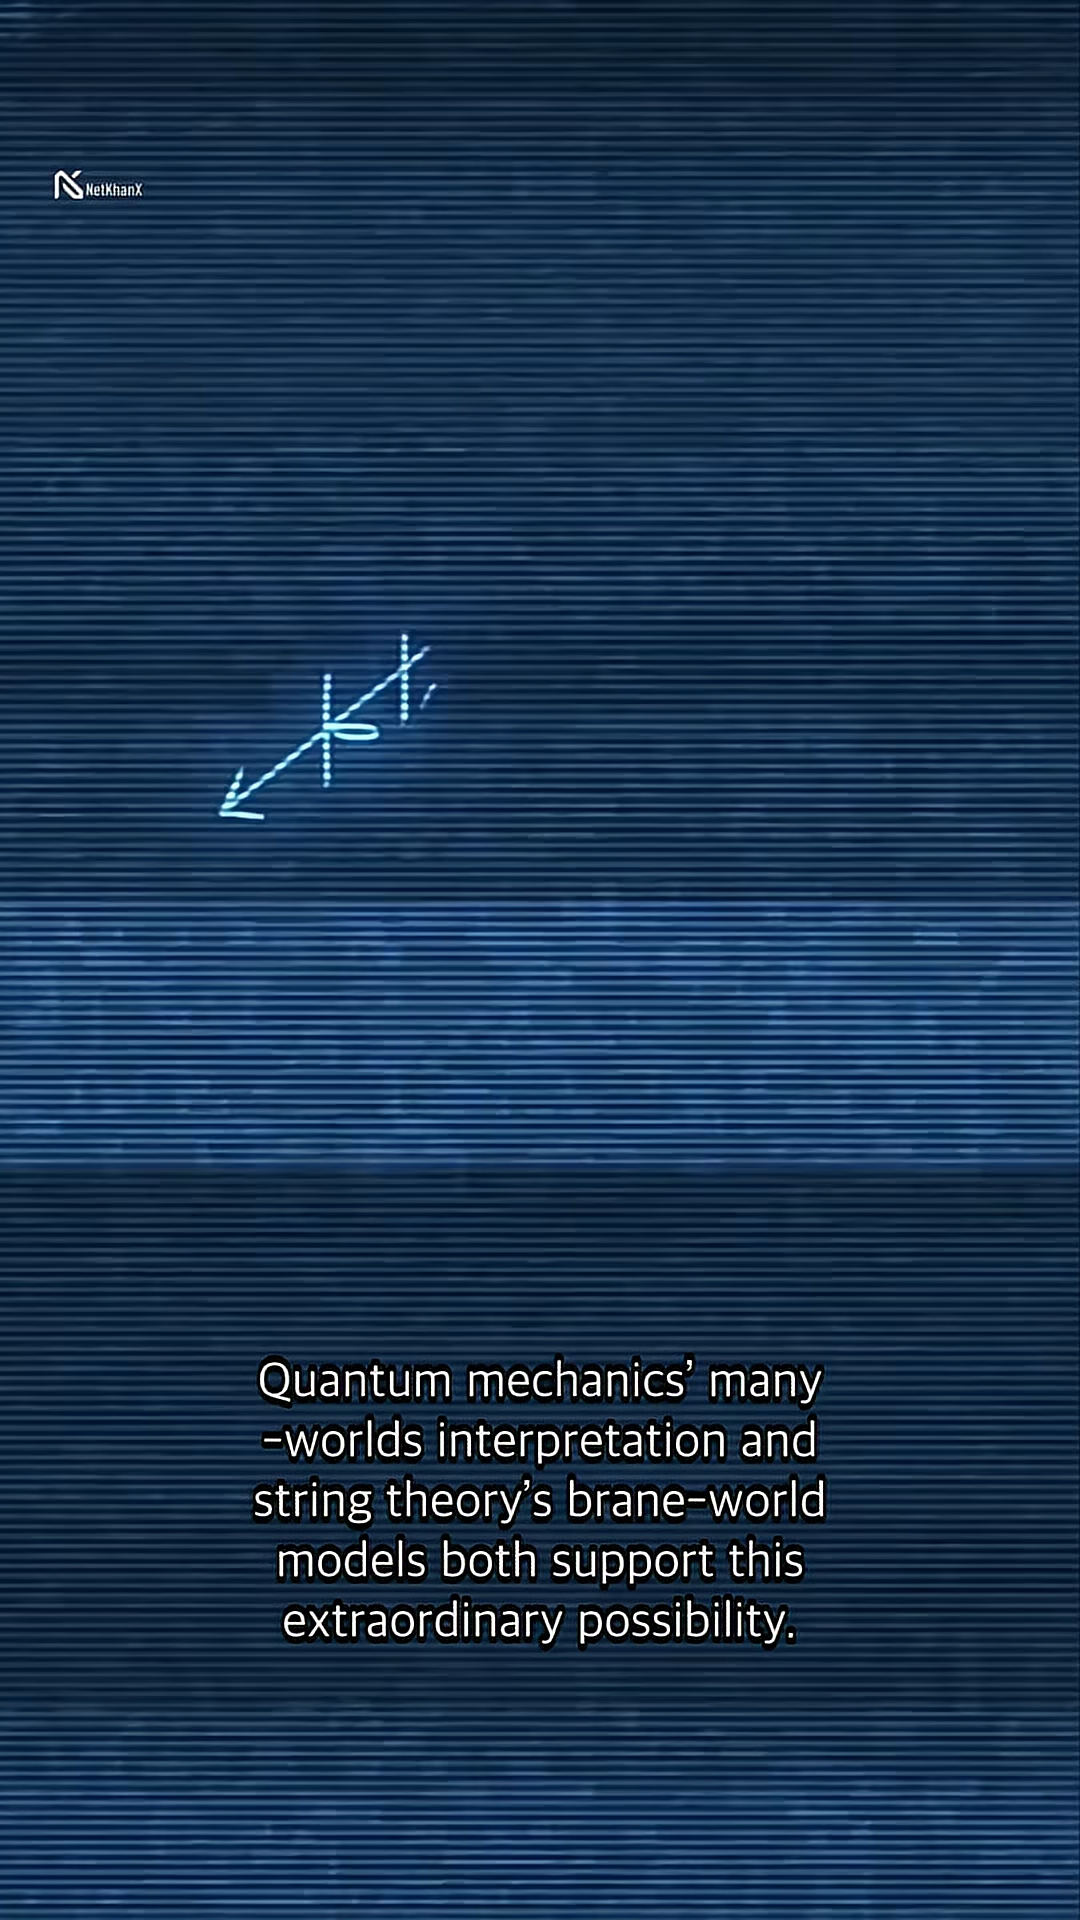 NetKhanX
Quantum mechanics’ many
-worlds interpretation and
string theory’s brane-world
models both support this
extraordinary possibility.